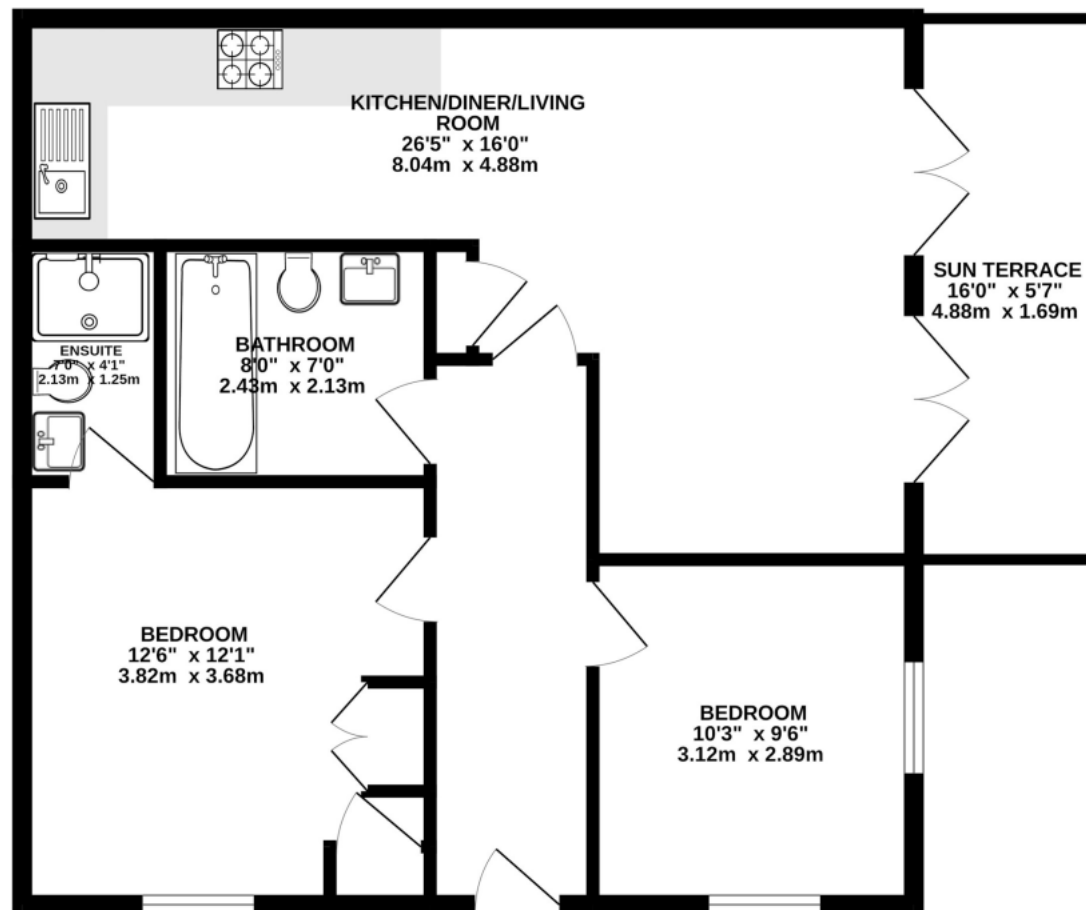 KITCHEN/DINER/LIVING
ROOM
26'5" x 16'0"
8.04m x 4.88m
SUN TERRACE
16'0" x 5'7"
4.88m x 1.69m
ENSUITE
7'0" x 4'1"
2.13m x 1.25m
BATHROOM
8'0" x 7'0"
2.43m x 2.13m
BEDROOM
12'6" x 12'1"
3.82m x 3.68m
BEDROOM
10'3" x 9'6"
3.12m x 2.89m